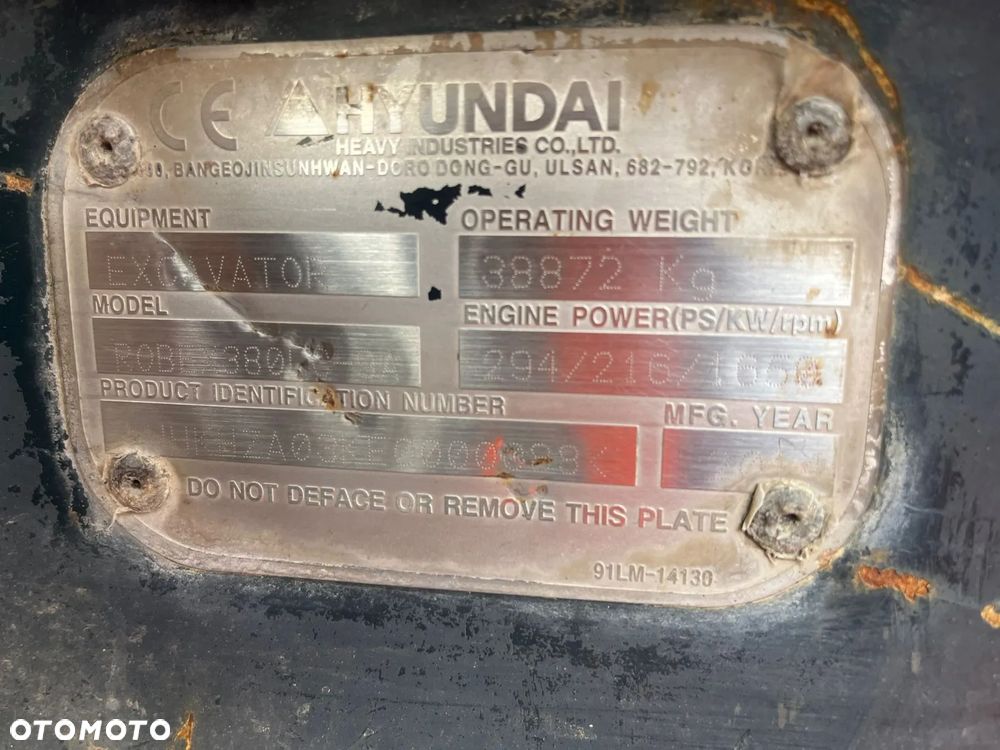 CE HYUNDAI
HEAVY INDUSTRIES CO.,LTD.
BANGEOJINSUNHWAN-DORO DONG-GU, ULSAN, 682-792,
EQUIPMENT OPERATING WEIGHT
EXCAVATOR 38872 Kg
MODEL ENGINE POWER(PS/KW/rpm)
294/216/
PRODUCT IDENTIFICATION NUMBER MFG. YEAR
DO NOT DEFACE OR REMOVE THIS PLATE
91LM-14130
OTOMOTO